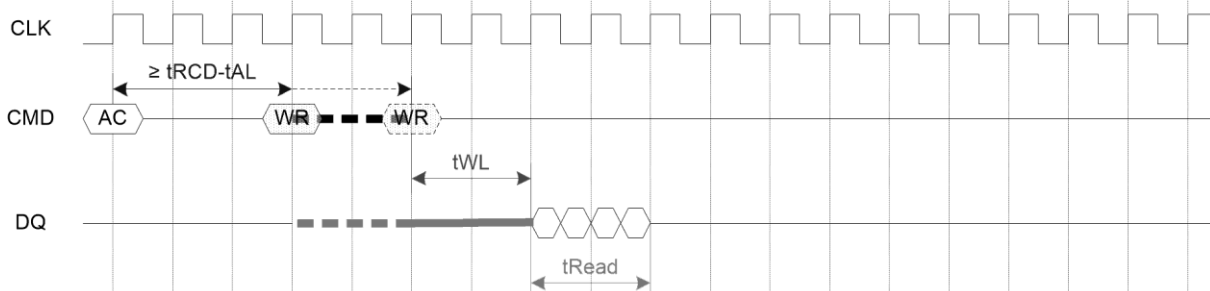 CLK
≥ tRCD-tAL
CMD AC WR WR
tWL
DQ
tRead